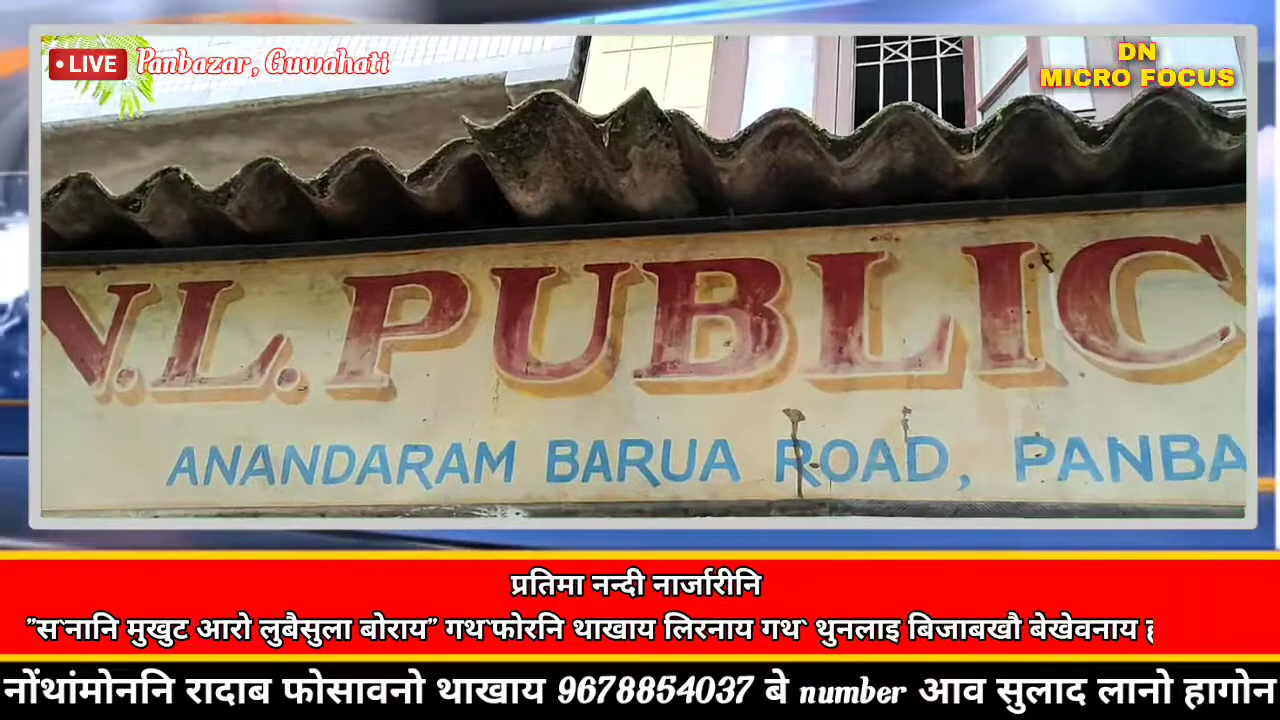 LIVE Panbazar, Guwahati
DN
MICRO FOCUS
N.L. PUBLIC
ANANDARAM BARUA ROAD, PANBA
प्रतिमा नन्दी नार्जारीनि
"स`नानि मुखुट आरो लुबैसुला बोराय" गथ`फोरनि थाखाय लिरनाय गथ` थुनलाइ बिजाबखौ बेखेवनाय
नोंथांमोननि रादाब फोसावनो थाखाय 9678854037 बे number आव सुलाद लानो हागोन